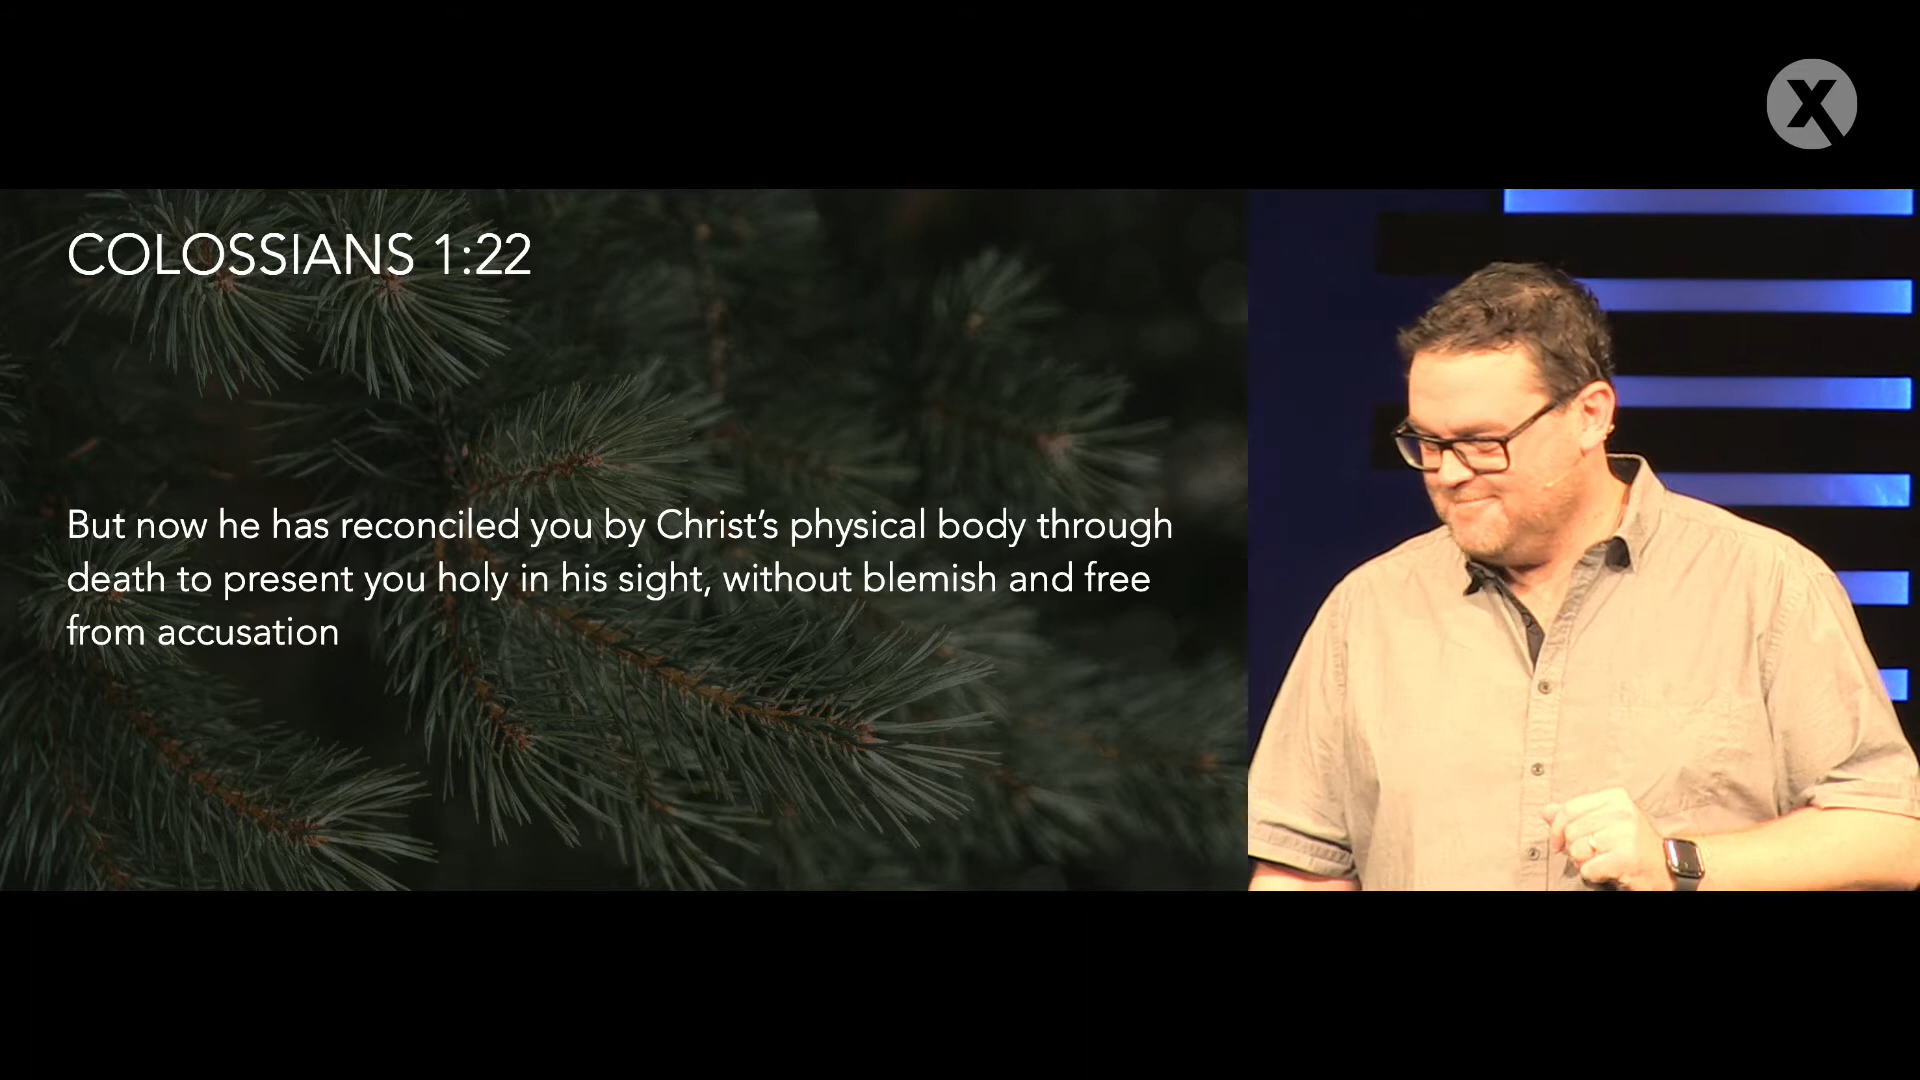 X
COLOSSIANS 1:22
But now he has reconciled you by Christ’s physical body through
death to present you holy in his sight, without blemish and free
from accusation